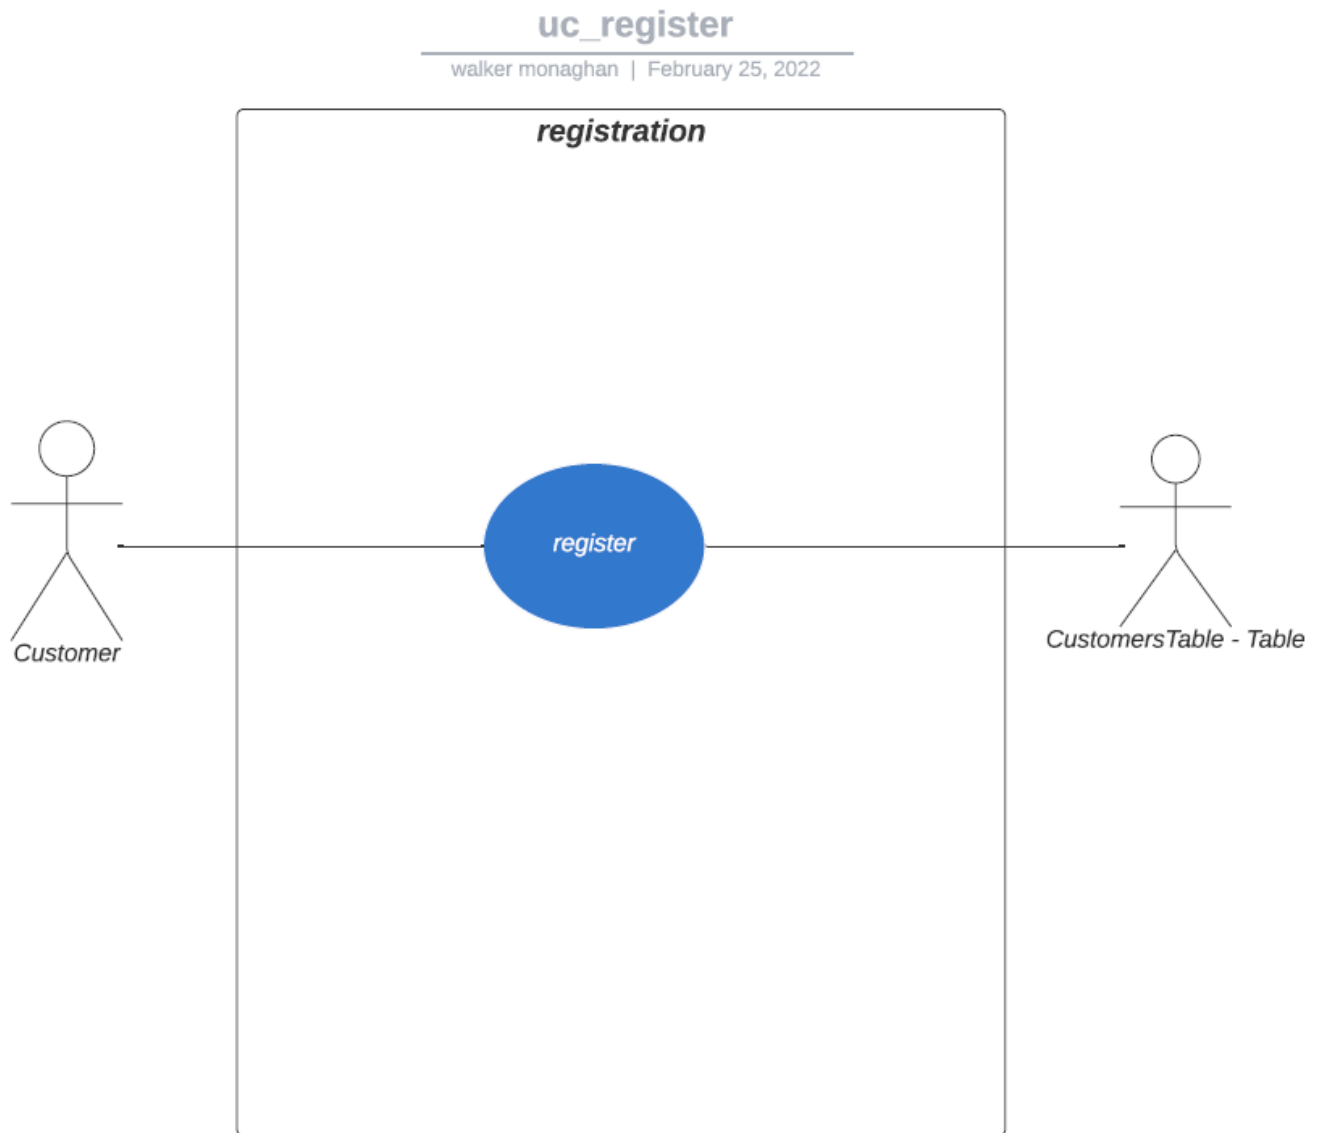 uc_register
walker monaghan | February 25, 2022
registration
register
Customer
CustomersTable - Table